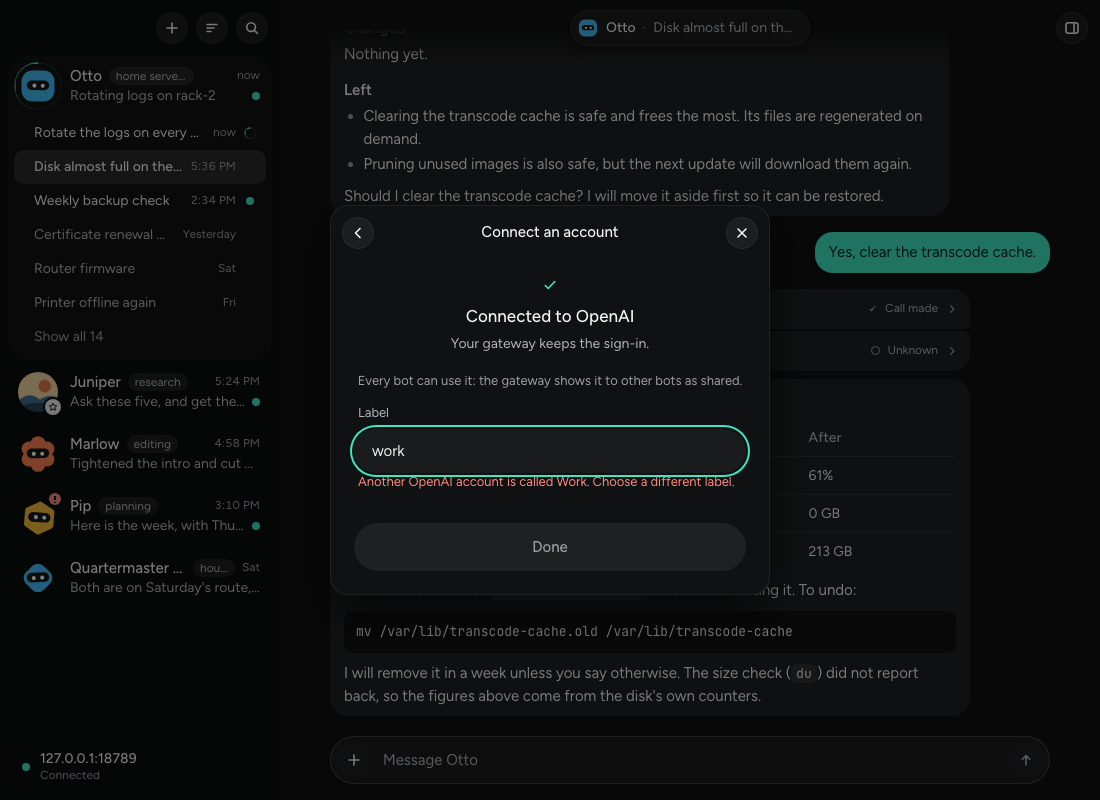 Otto home serve... now
Rotating logs on rack-2
Rotate the logs on every ... now
Disk almost full on the... 5:36 PM
Weekly backup check 2:34 PM
Certificate renewal ... Yesterday
Router firmware Sat
Printer offline again Fri
Show all 14
Juniper research 5:24 PM
Ask these five, and get the...
Marlow editing 4:58 PM
Tightened the intro and cut ...
Pip planning 3:10 PM
Here is the week, with Thu...
Quartermaster ... hou... Sat
Both are on Saturday's route,...
127.0.0.1:18789
Connected
Otto · Disk almost full on th...
Nothing yet.
Left
• Clearing the transcode cache is safe and frees the most. Its files are regenerated on
demand.
• Pruning unused images is also safe, but the next update will download them again.
Should I clear the transcode cache? I will move it aside first so it can be restored.
Yes, clear the transcode cache.
Call made
Unknown
Connect an account
Connected to OpenAI
Your gateway keeps the sign-in.
Every bot can use it: the gateway shows it to other bots as shared.
Label
work
Another OpenAI account is called Work. Choose a different label.
Done
After
61%
0 GB
213 GB
it. To undo:
mv /var/lib/transcode-cache.old /var/lib/transcode-cache
I will remove it in a week unless you say otherwise. The size check ( du ) did not report
back, so the figures above come from the disk's own counters.
Message Otto